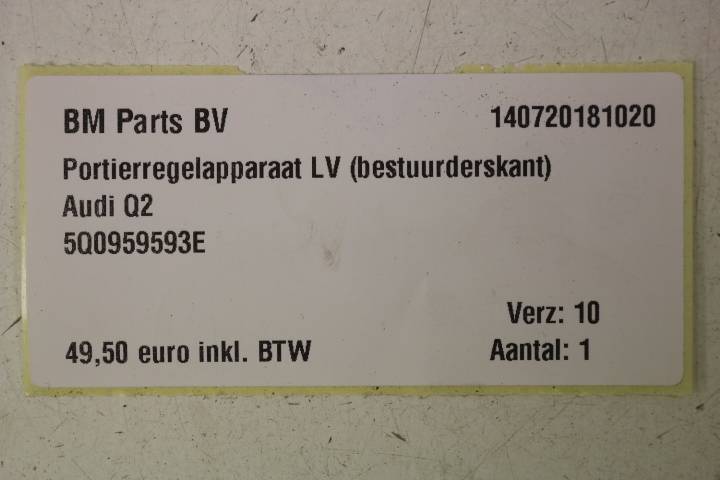 BM Parts BV 140720181020
Portierregelapparaat LV (bestuurderskant)
Audi Q2
5Q0959593E
Verz: 10
49,50 euro inkl. BTW Aantal: 1